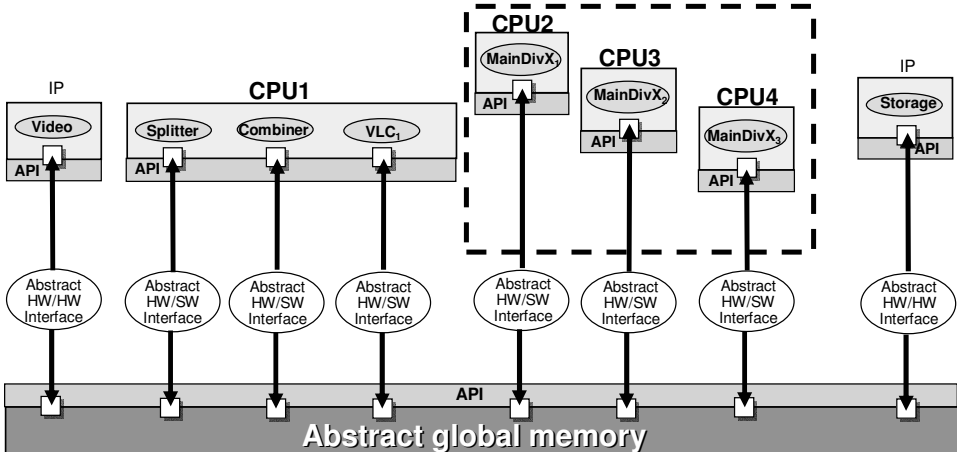 IP
Video
API
CPU1
Splitter
Combiner
VLC1
API
CPU2
MainDivX1
API
CPU3
MainDivX2
API
CPU4
MainDivX3
API
IP
Storage
API
Abstract
HW/HW
Interface
Abstract
HW/SW
Interface
Abstract
HW/SW
Interface
Abstract
HW/SW
Interface
Abstract
HW/SW
Interface
Abstract
HW/SW
Interface
Abstract
HW/SW
Interface
Abstract
HW/HW
Interface
API
Abstract global memory